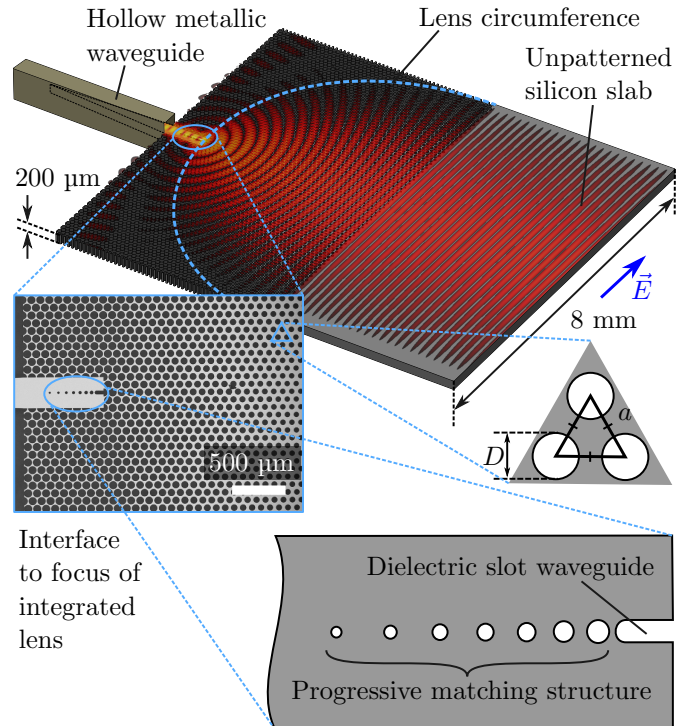 Hollow metallic
waveguide
Lens circumference
Unpatterned
silicon slab
200 µm
E
8 mm
500 µm
a
D
Interface
to focus of
integrated
lens
Dielectric slot waveguide
Progressive matching structure